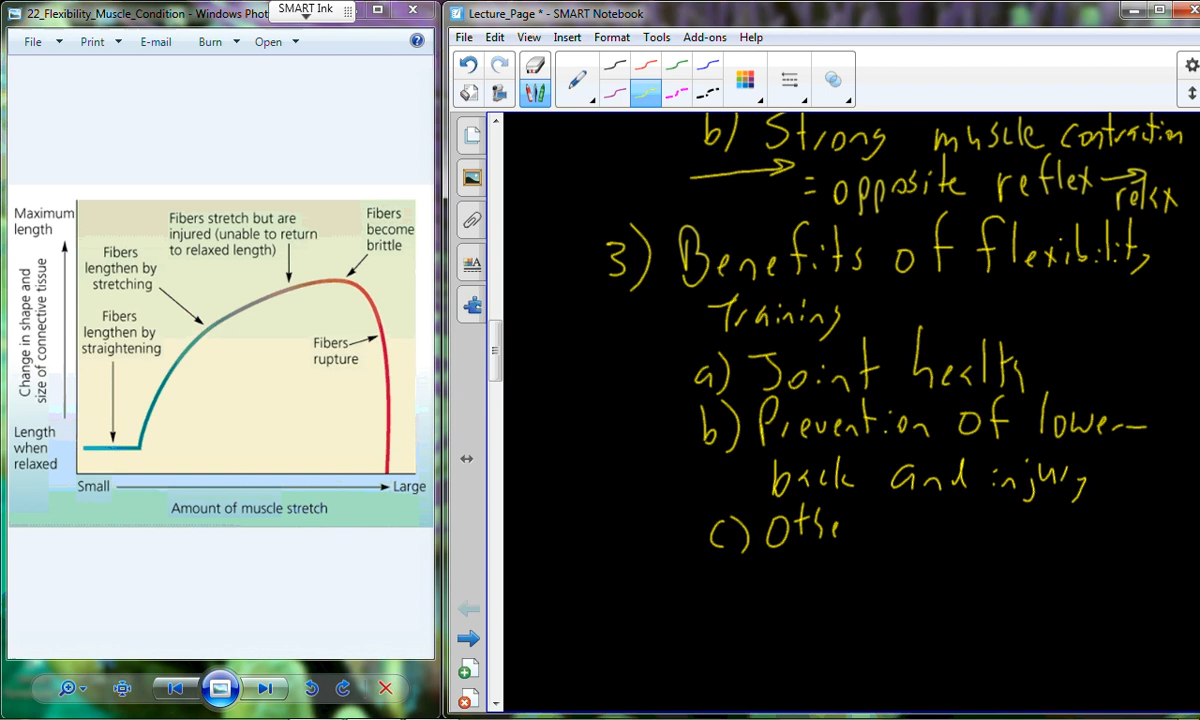 22_Flexibility_Muscle_Condition - Windows Phot
SMART Ink
File Print E-mail Burn Open
Maximum
length
Change in shape and
size of connective tissue
Length
when
relaxed
Fibers
lengthen by
straightening
Fibers
lengthen by
stretching
Fibers stretch but are
injured (unable to return
to relaxed length)
Fibers
become
brittle
Fibers
rupture
Small Large
Amount of muscle stretch
Lecture_Page * - SMART Notebook
File Edit View Insert Format Tools Add-ons Help
b) Strong muscle contraction
= opposite reflex → relax
3) Benefits of flexibility
Training
a) Joint health
b) Prevention of lower-
back and injury
c) Othe